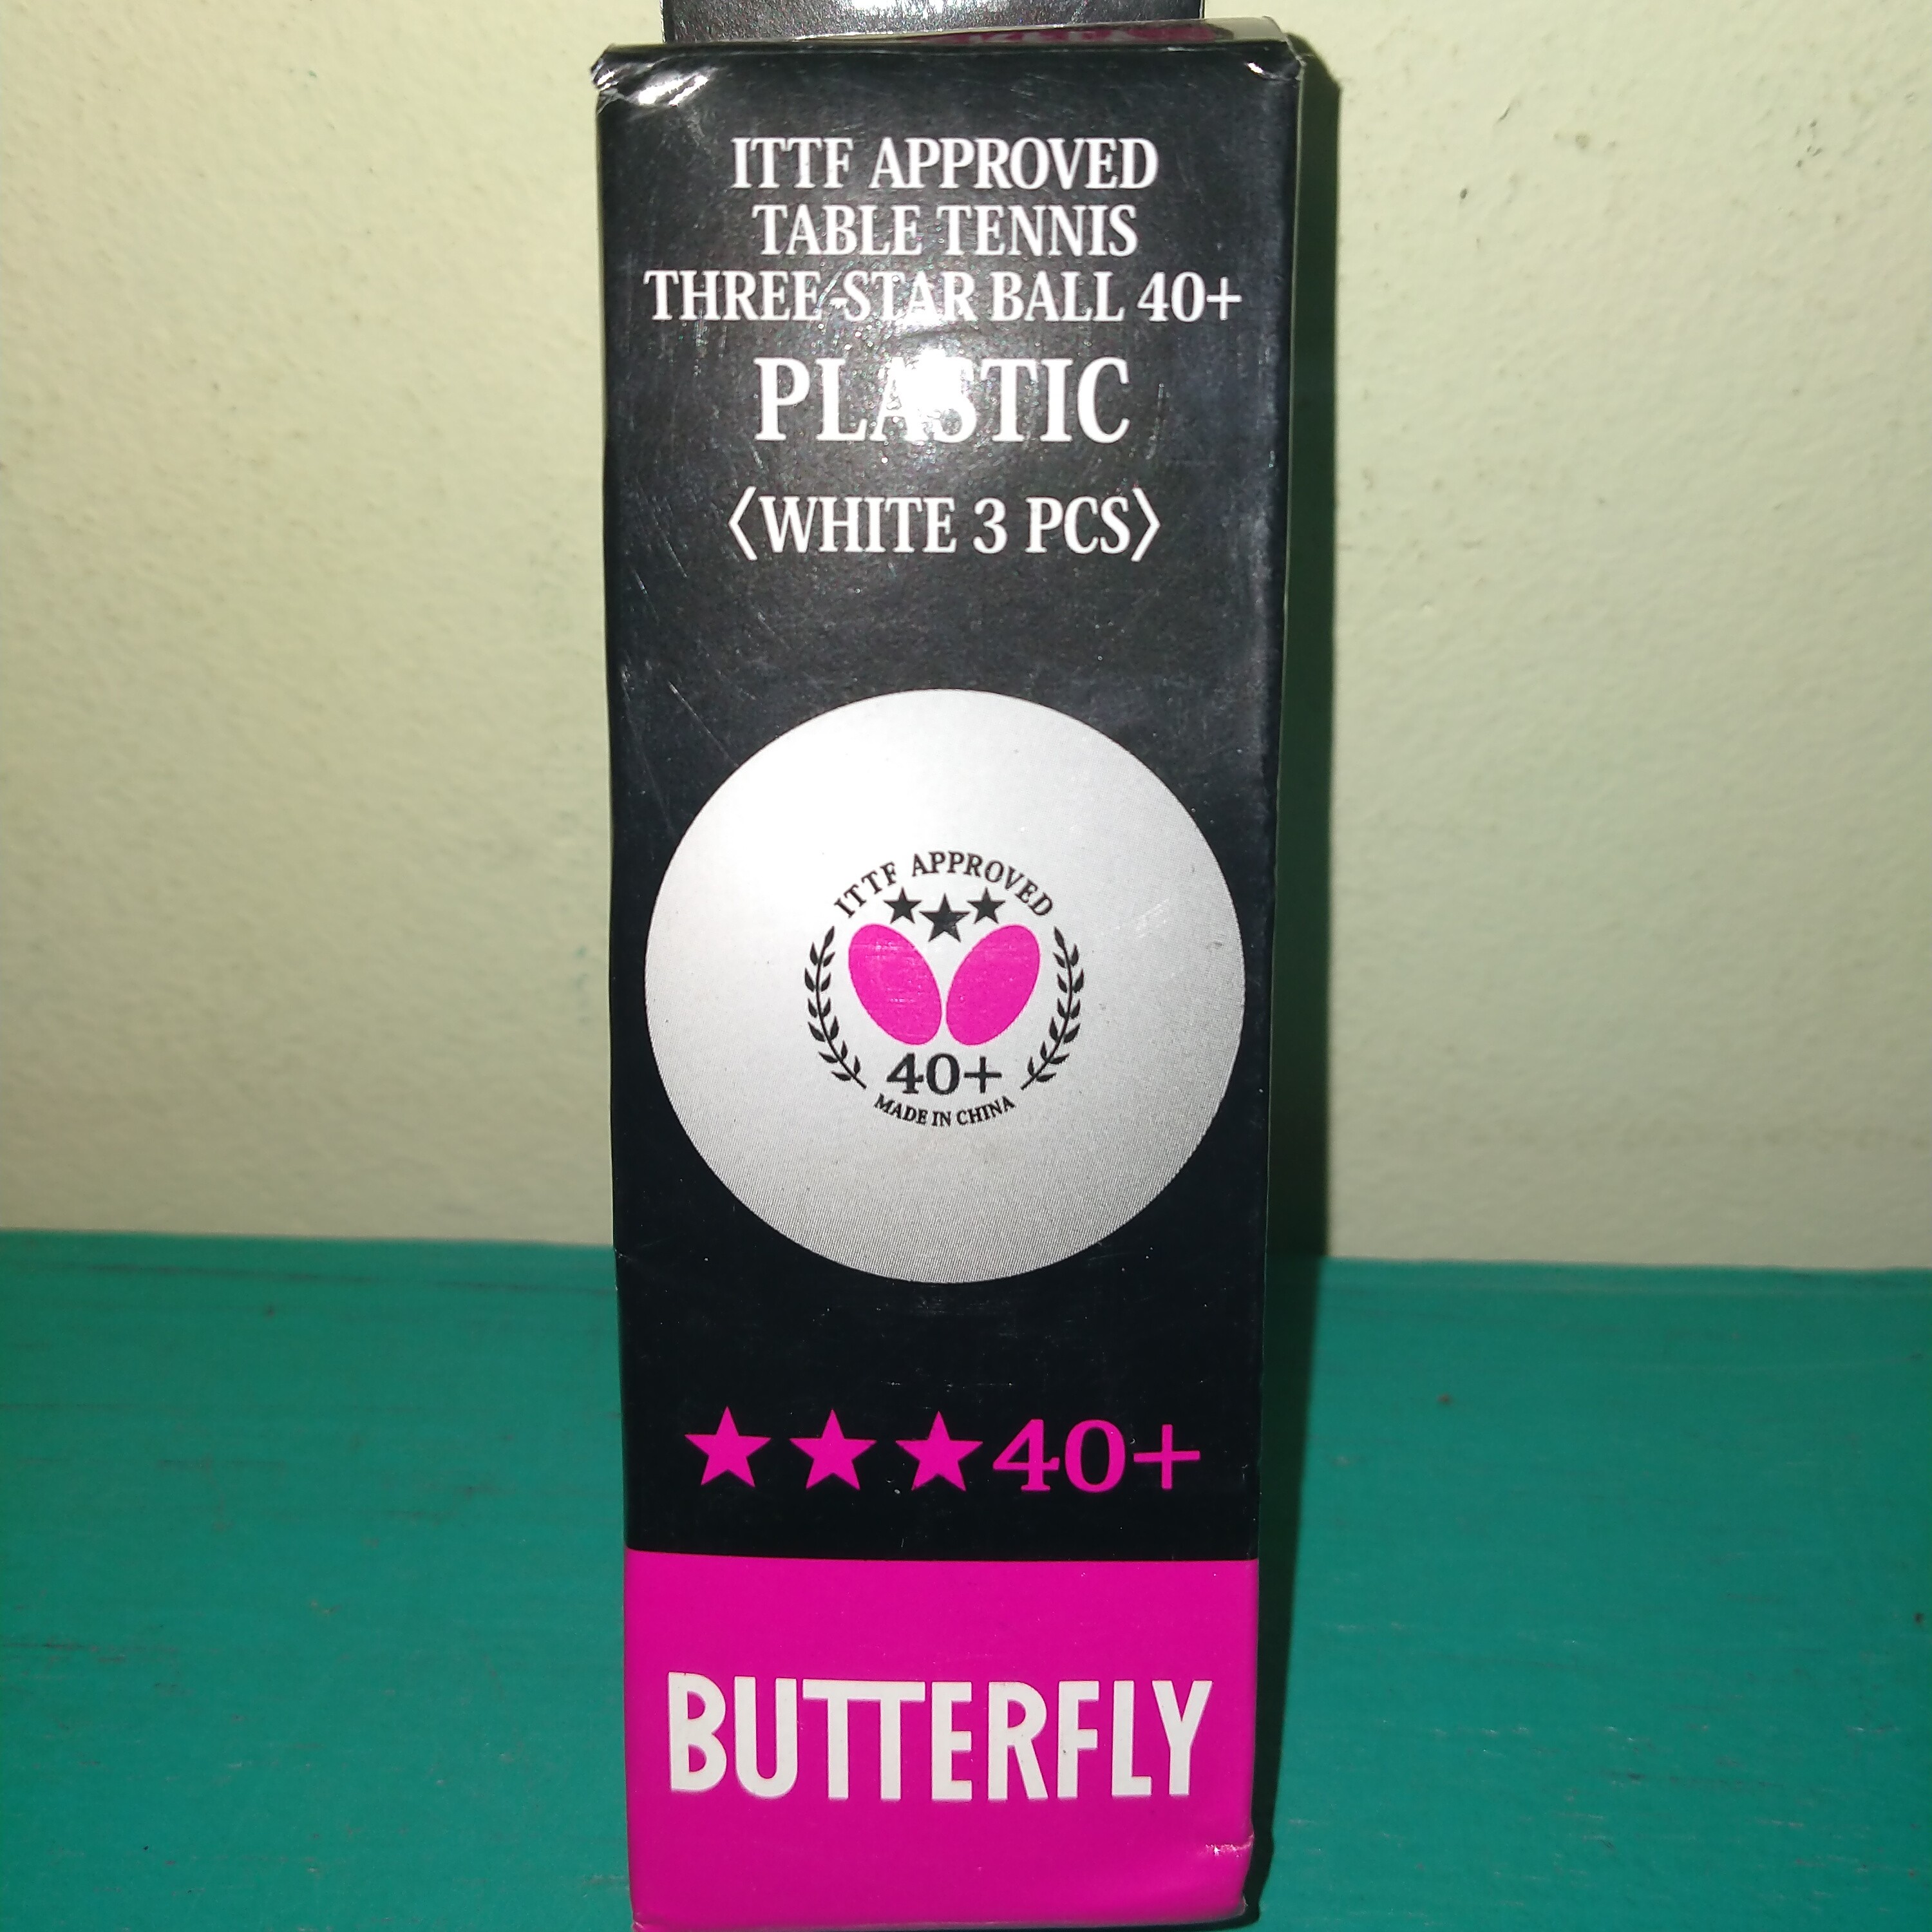 ITTF APPROVED
TABLE TENNIS
THREE-STAR BALL 40+
PLASTIC
〈WHITE 3 PCS〉
ITTF APPROVED
★★★
40+
MADE IN CHINA
★★★40+
BUTTERFLY